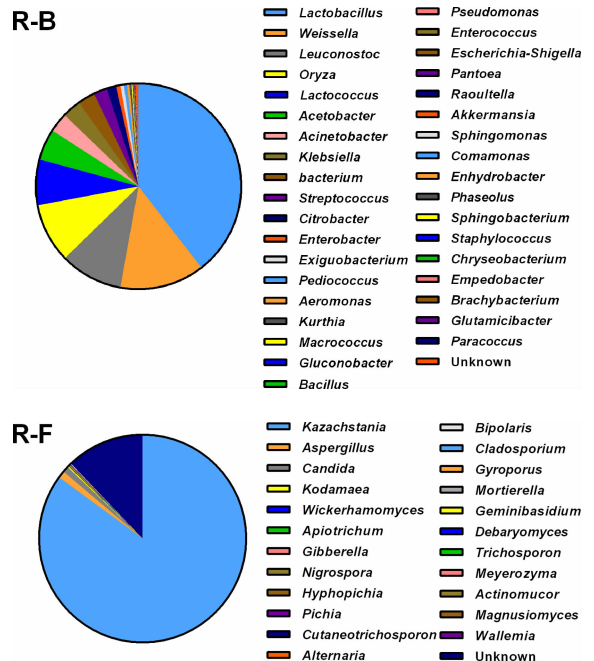 R-B
Lactobacillus
Weissella
Leuconostoc
Oryza
Lactococcus
Acetobacter
Acinetobacter
Klebsiella
bacterium
Streptococcus
Citrobacter
Enterobacter
Exiguobacterium
Pediococcus
Aeromonas
Kurthia
Macrococcus
Gluconobacter
Bacillus
Pseudomonas
Enterococcus
Escherichia-Shigella
Pantoea
Raoultella
Akkermansia
Sphingomonas
Comamonas
Enhydrobacter
Phaseolus
Sphingobacterium
Staphylococcus
Chryseobacterium
Empedobacter
Brachybacterium
Glutamicibacter
Paracoccus
Unknown
R-F
Kazachstania
Aspergillus
Candida
Kodamaea
Wickerhamomyces
Apiotrichum
Gibberella
Nigrospora
Hyphopichia
Pichia
Cutaneotrichosporon
Alternaria
Bipolaris
Cladosporium
Gyroporus
Mortierella
Geminibasidium
Debaryomyces
Trichosporon
Meyerozyma
Actinomucor
Magnusiomyces
Wallemia
Unknown